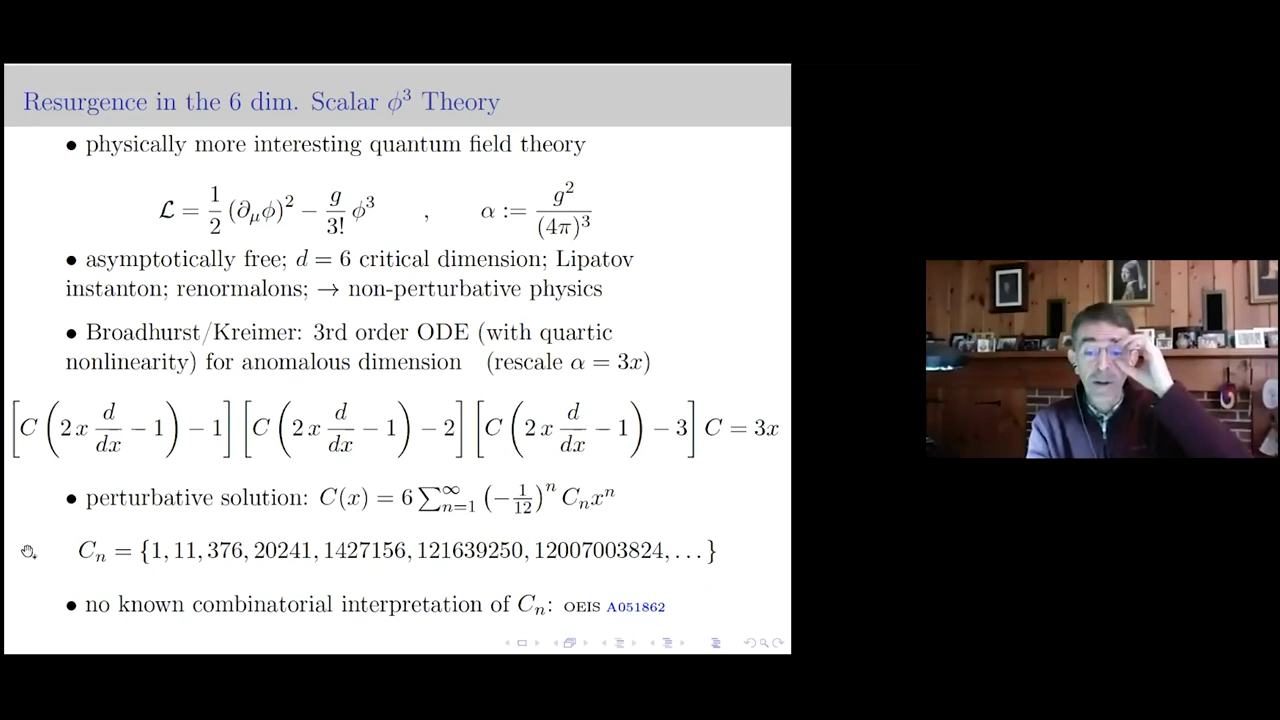 Resurgence in the 6 dim. Scalar ϕ³ Theory
• physically more interesting quantum field theory
ℒ = 1/2 (∂_μϕ)² − g/3! ϕ³ , α := g²/(4π)³
• asymptotically free; d = 6 critical dimension; Lipatov
instanton; renormalons; → non-perturbative physics
• Broadhurst/Kreimer: 3rd order ODE (with quartic
nonlinearity) for anomalous dimension (rescale α = 3x)
[C (2 x d/dx − 1) − 1] [C (2 x d/dx − 1) − 2] [C (2 x d/dx − 1) − 3] C = 3x
• perturbative solution: C(x) = 6 ∑_{n=1}^{∞} (−1/12)^n C_n x^n
C_n = {1, 11, 376, 20241, 1427156, 121639250, 12007003824, . . .}
• no known combinatorial interpretation of C_n: OEIS A051862